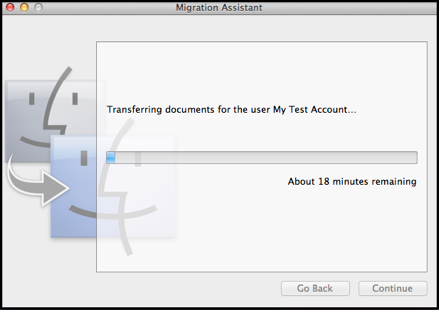 Migration Assistant
Transferring documents for the user My Test Account...
About 18 minutes remaining
Go Back
Continue